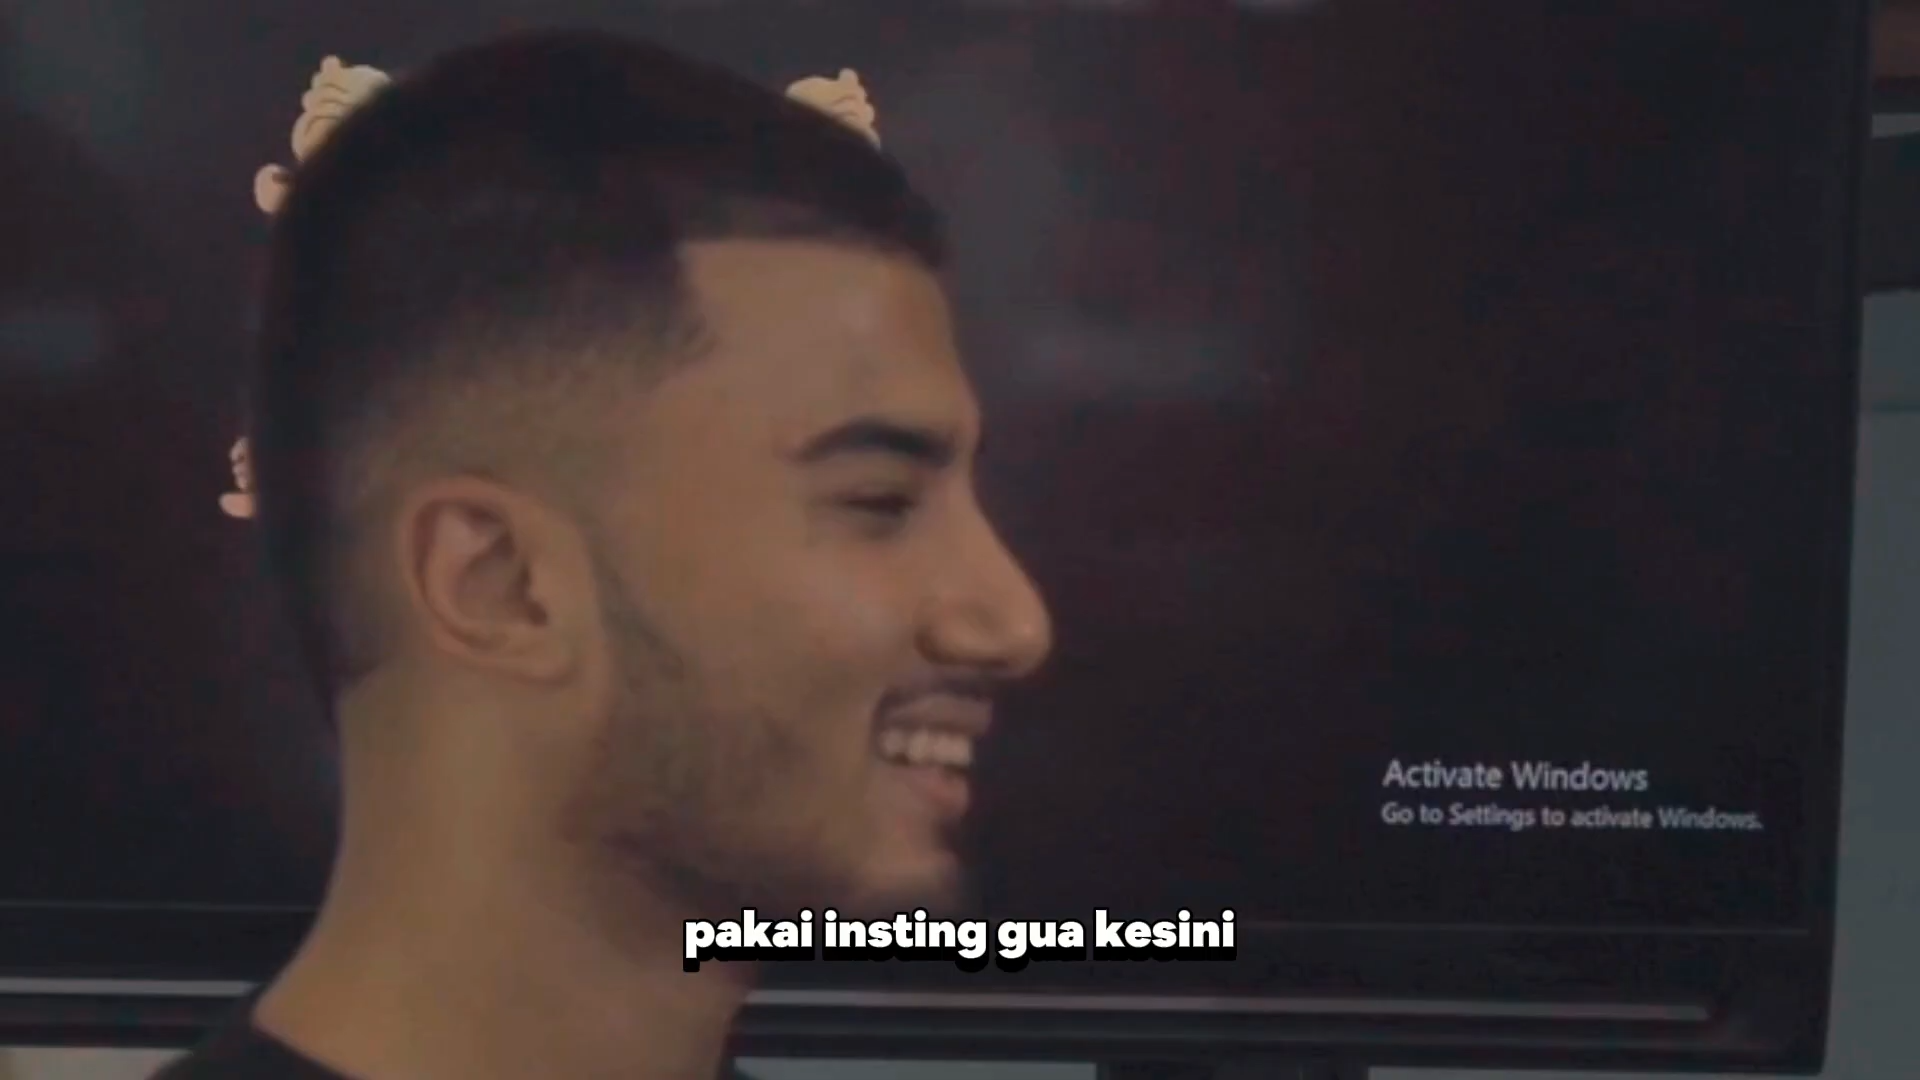 Activate Windows
Go to Settings to activate Windows.
pakai insting gua kesini